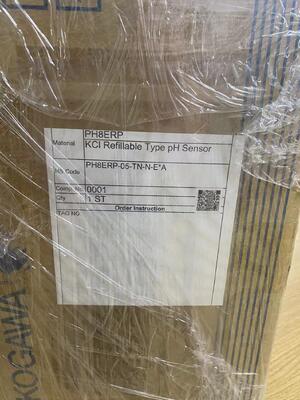 Material PH8ERP
KCl Refillable Type pH Sensor
MS Code PH8ERP-05-TN-N-E*A
Comp. No 0001
Qty 1 ST
Order Instruction
TAG NO
KOGAWA